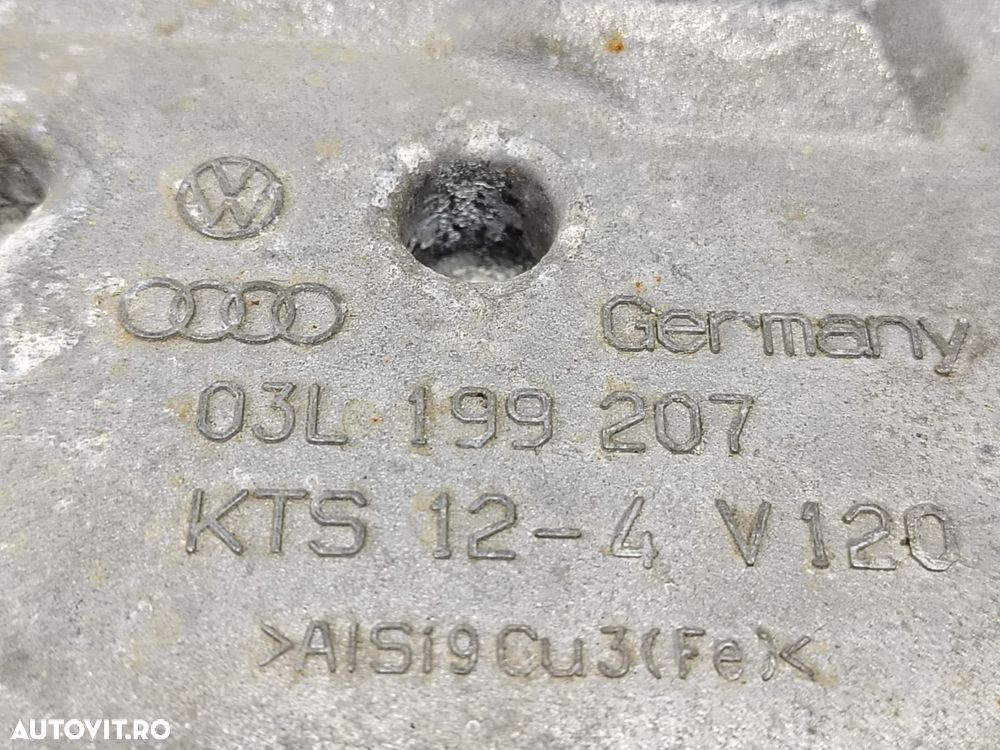 Germany
03L 199 207
KTS 12-4 V120
>AlSi9Cu3(Fe)<
AUTOVIT.RO